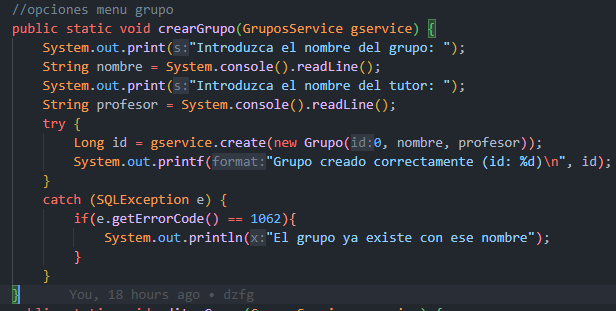 //opciones menu grupo
public static void crearGrupo(GruposService gservice) {
System.out.print(s:"Introduzca el nombre del grupo: ");
String nombre = System.console().readLine();
System.out.print(s:"Introduzca el nombre del tutor: ");
String profesor = System.console().readLine();
try {
Long id = gservice.create(new Grupo(id:0, nombre, profesor));
System.out.printf(format:"Grupo creado correctamente (id: %d)\n", id);
}
catch (SQLException e) {
if(e.getErrorCode() == 1062){
System.out.println(x:"El grupo ya existe con ese nombre");
}
}
} You, 18 hours ago • dzfg